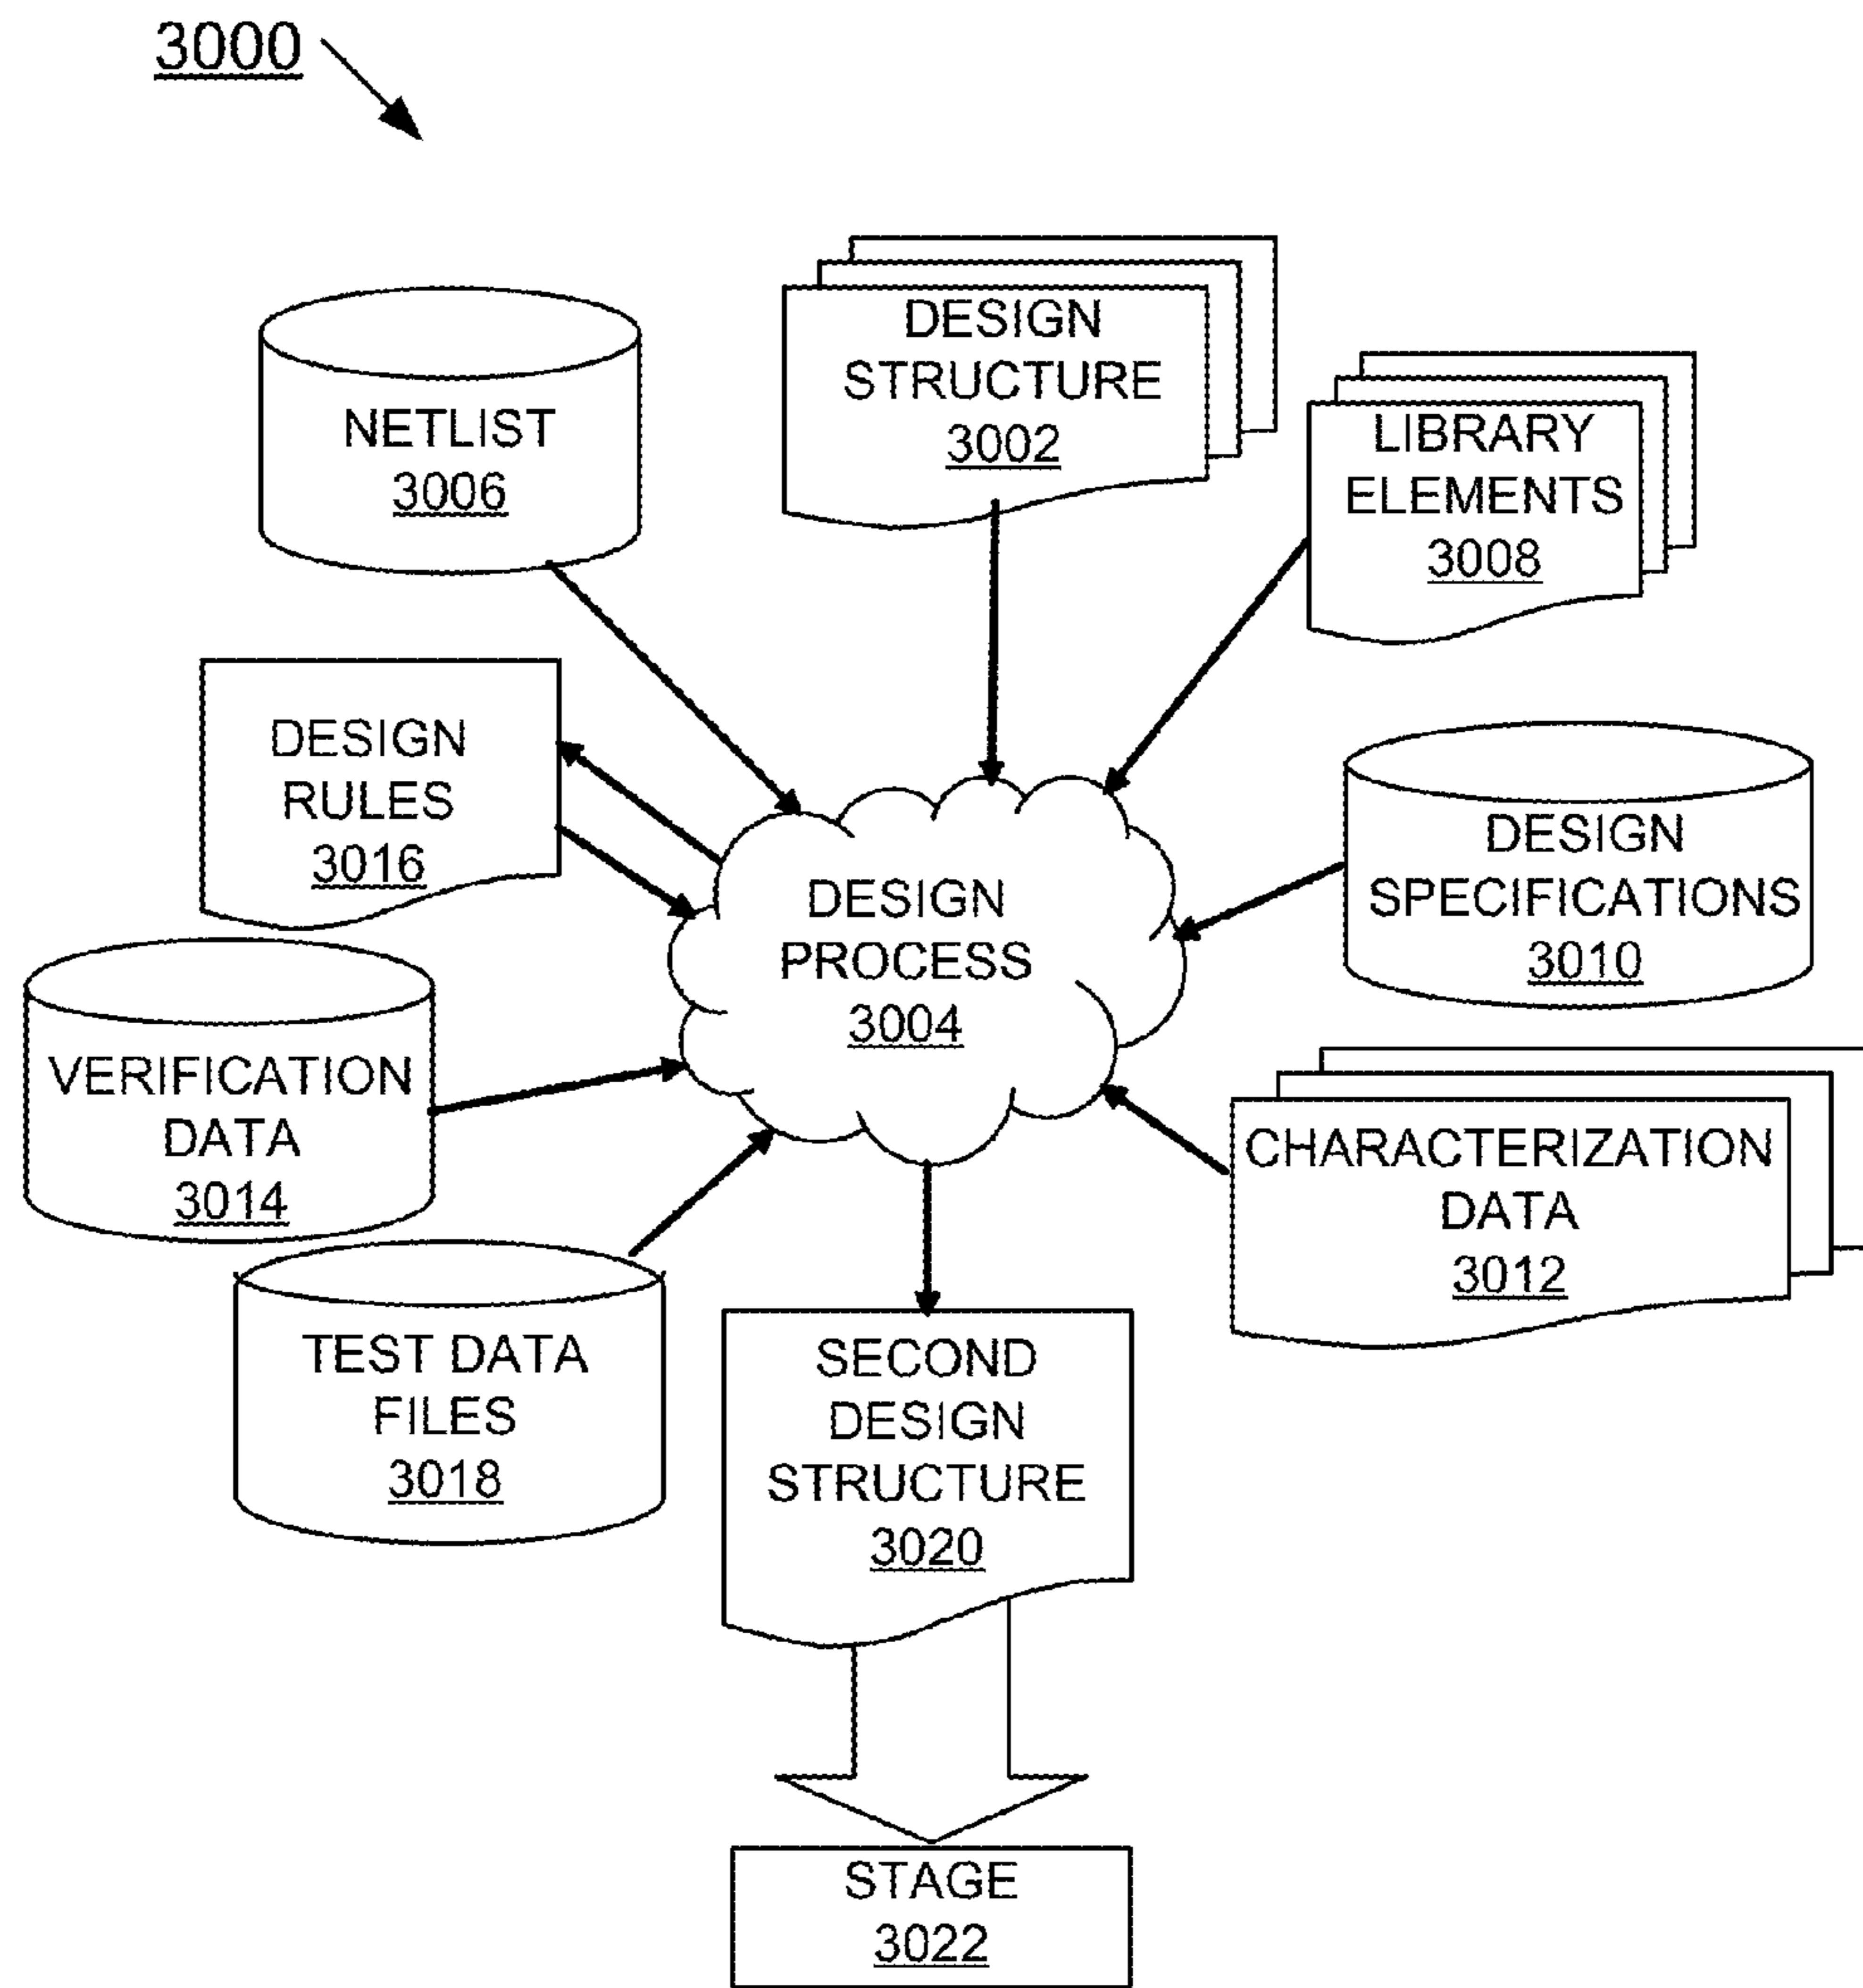 3000
DESIGN
STRUCTURE
3002
NETLIST
3006
LIBRARY
ELEMENTS
3008
DESIGN
RULES
3016
DESIGN
SPECIFICATIONS
3010
DESIGN
PROCESS
3004
VERIFICATION
DATA
3014
CHARACTERIZATION
DATA
3012
TEST DATA
FILES
3018
SECOND
DESIGN
STRUCTURE
3020
STAGE
3022